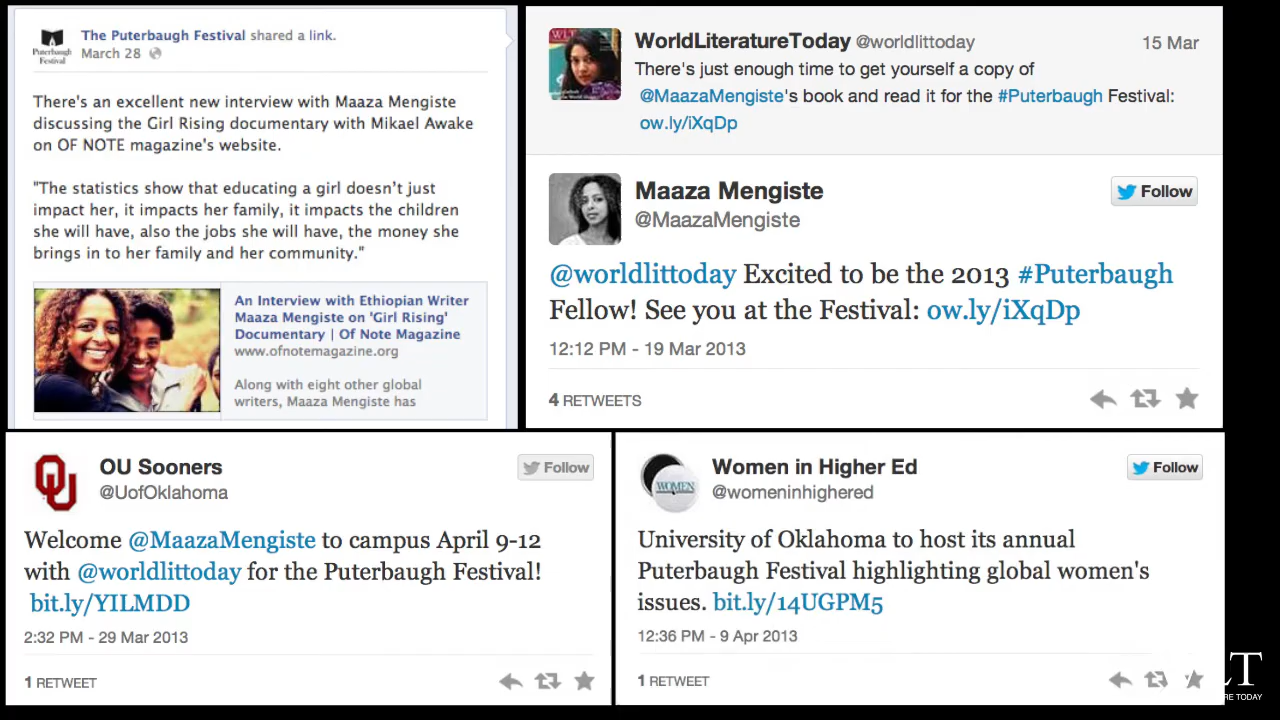 Puterbaugh
Festival
The Puterbaugh Festival shared a link.
March 28
There's an excellent new interview with Maaza Mengiste
discussing the Girl Rising documentary with Mikael Awake
on OF NOTE magazine's website.
"The statistics show that educating a girl doesn't just
impact her, it impacts her family, it impacts the children
she will have, also the jobs she will have, the money she
brings in to her family and her community."
An Interview with Ethiopian Writer
Maaza Mengiste on 'Girl Rising'
Documentary | Of Note Magazine
www.ofnotemagazine.org
Along with eight other global
writers, Maaza Mengiste has
WLT
WorldLiteratureToday @worldlittoday 15 Mar
There's just enough time to get yourself a copy of
@MaazaMengiste's book and read it for the #Puterbaugh Festival:
ow.ly/iXqDp
Maaza Mengiste
@MaazaMengiste
Follow
@worldlittoday Excited to be the 2013 #Puterbaugh
Fellow! See you at the Festival: ow.ly/iXqDp
12:12 PM - 19 Mar 2013
4 RETWEETS
OU
OU Sooners
@UofOklahoma
Follow
Welcome @MaazaMengiste to campus April 9-12
with @worldlittoday for the Puterbaugh Festival!
bit.ly/YILMDD
2:32 PM - 29 Mar 2013
1 RETWEET
WOMEN
Women in Higher Ed
@womeninhighered
Follow
University of Oklahoma to host its annual
Puterbaugh Festival highlighting global women's
issues. bit.ly/14UGPM5
12:36 PM - 9 Apr 2013
1 RETWEET
LT
RE TODAY